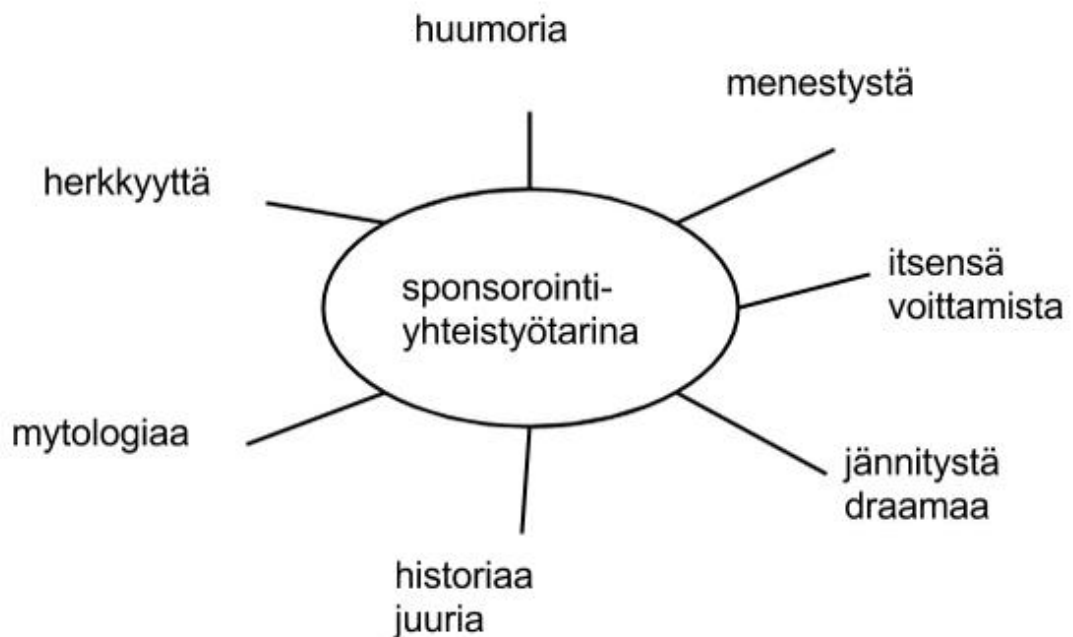 huumoria
menestystä
herkkyyttä
itsensä
voittamista
sponsorointi-
yhteistyötarina
mytologiaa
jännitystä
draamaa
historiaa
juuria